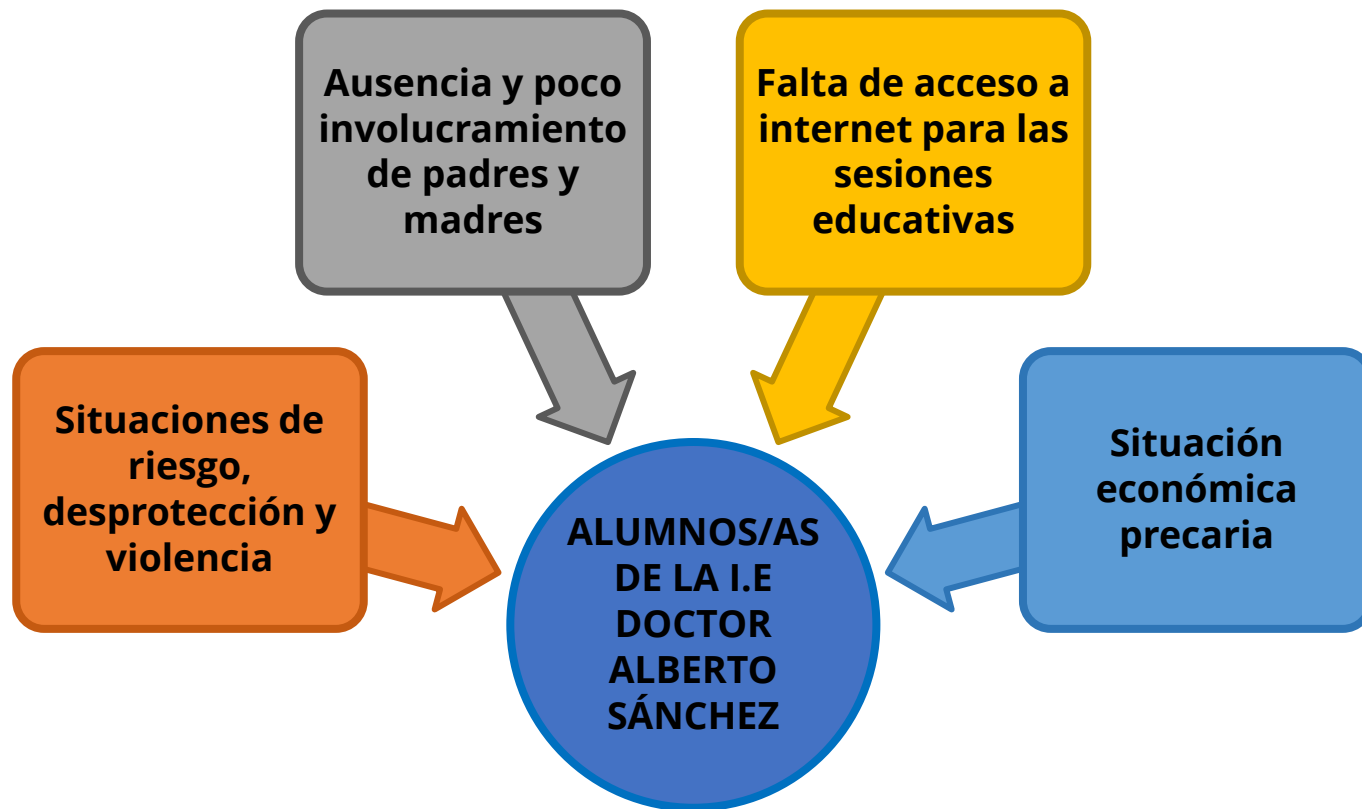 Ausencia y poco
involucramiento
de padres y
madres
Falta de acceso a
internet para las
sesiones
educativas
Situaciones de
riesgo,
desprotección y
violencia
Situación
económica
precaria
ALUMNOS/AS
DE LA I.E
DOCTOR
ALBERTO
SÁNCHEZ